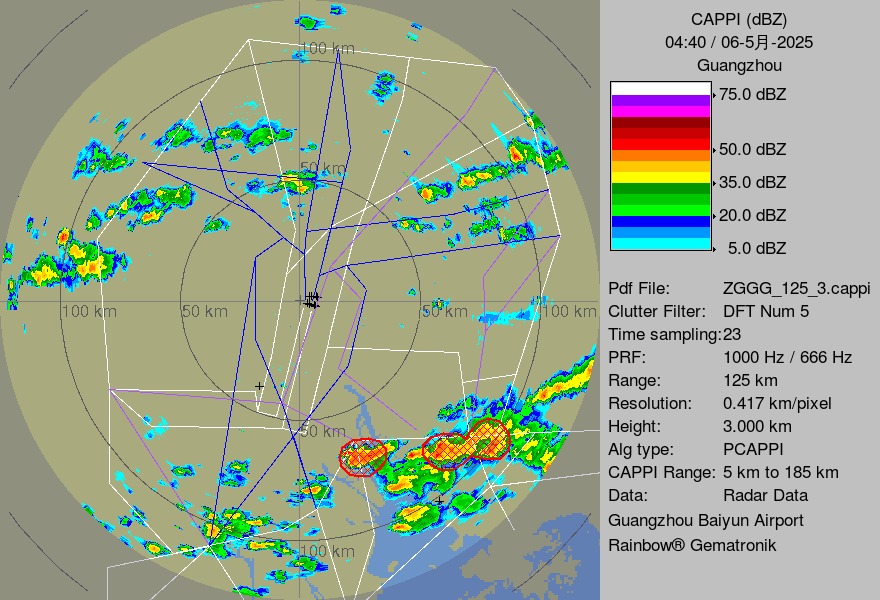 CAPPI (dBZ)
04:40 / 06-5月-2025
Guangzhou
75.0 dBZ
50.0 dBZ
35.0 dBZ
20.0 dBZ
5.0 dBZ
Pdf File: ZGGG_125_3.cappi
Clutter Filter: DFT Num 5
Time sampling:23
PRF: 1000 Hz / 666 Hz
Range: 125 km
Resolution: 0.417 km/pixel
Height: 3.000 km
Alg type: PCAPPI
CAPPI Range: 5 km to 185 km
Data: Radar Data
Guangzhou Baiyun Airport
Rainbow® Gematronik
100 km
50 km
100 km
50 km
50 km
100 km
50 km
100 km